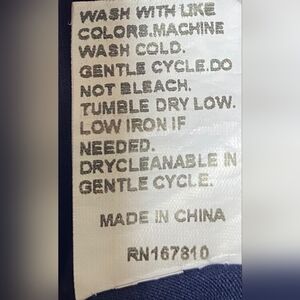 WASH WITH LIKE
COLORS.MACHINE
WASH COLD.
GENTLE CYCLE.DO
NOT BLEACH.
TUMBLE DRY LOW.
LOW IRON IF
NEEDED.
DRYCLEANABLE IN
GENTLE CYCLE.
MADE IN CHINA
RN167810